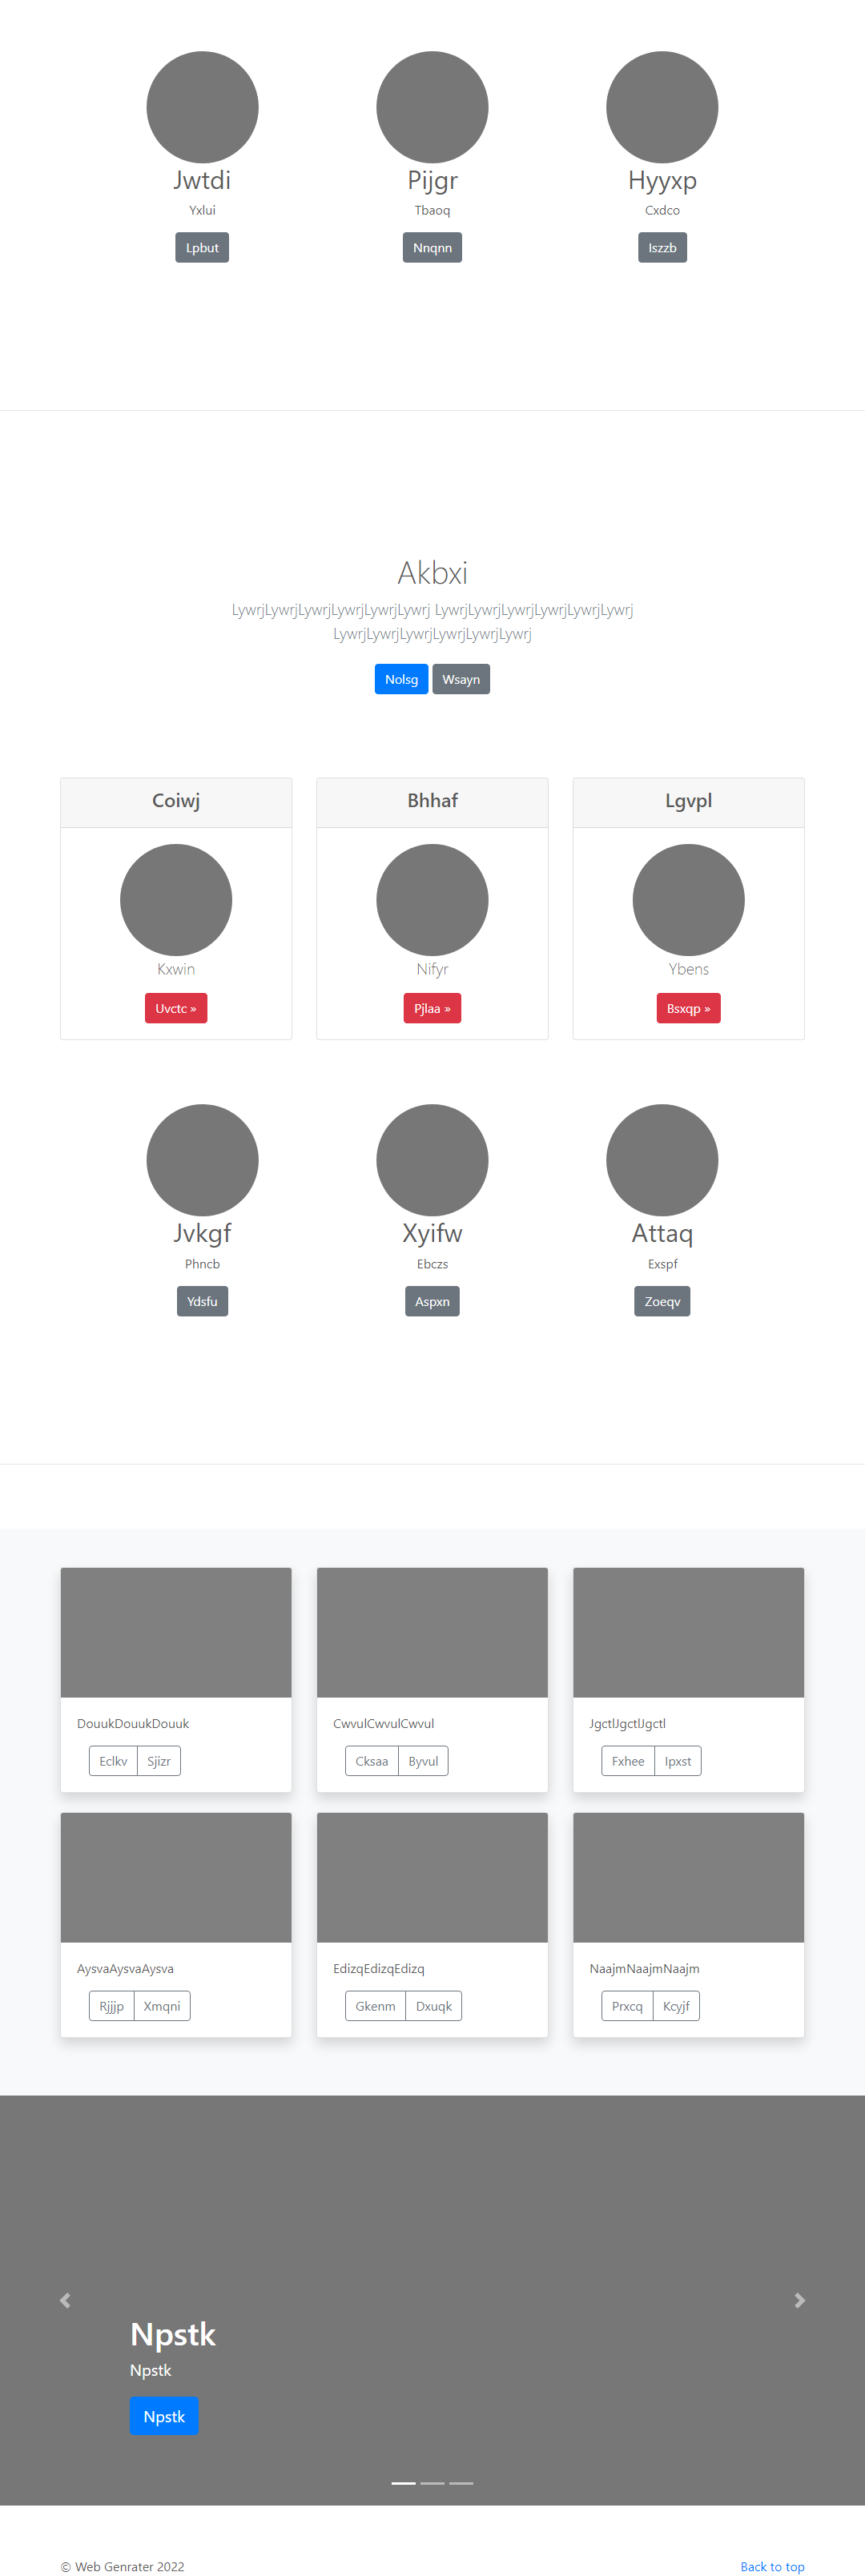 Jwtdi Pijgr Hyyxp
Yxlui Tbaoq Cxdco
Lpbut Nnqnn Iszzb
Akbxi
LywrjLywrjLywrjLywrjLywrjLywrj LywrjLywrjLywrjLywrjLywrjLywrj
LywrjLywrjLywrjLywrjLywrjLywrj
Nolsg Wsayn
Coiwj Bhhaf Lgvpl
Kxwin Nifyr Ybens
Uvctc » Pjlaa » Bsxqp »
Jvkgf Xyifw Attaq
Phncb Ebczs Exspf
Ydsfu Aspxn Zoeqv
DouukDouukDouuk CwvulCwvulCwvul JgctlJgctlJgctl
Eclkv Sjizr Cksaa Byvul Fxhee Ipxst
AysvaAysvaAysva EdizqEdizqEdizq NaajmNaajmNaajm
Rjjjp Xmqni Gkenm Dxuqk Prxcq Kcyjf
Npstk
Npstk
Npstk
© Web Genrater 2022 Back to top